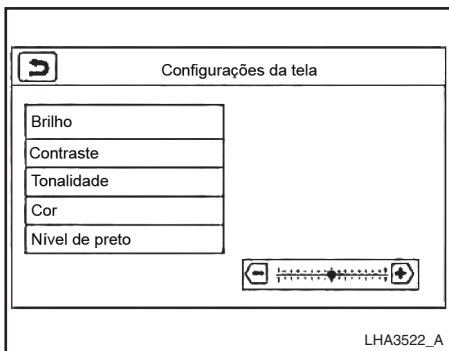 Configurações da tela
Brilho
Contraste
Tonalidade
Cor
Nível de preto
LHA3522_A